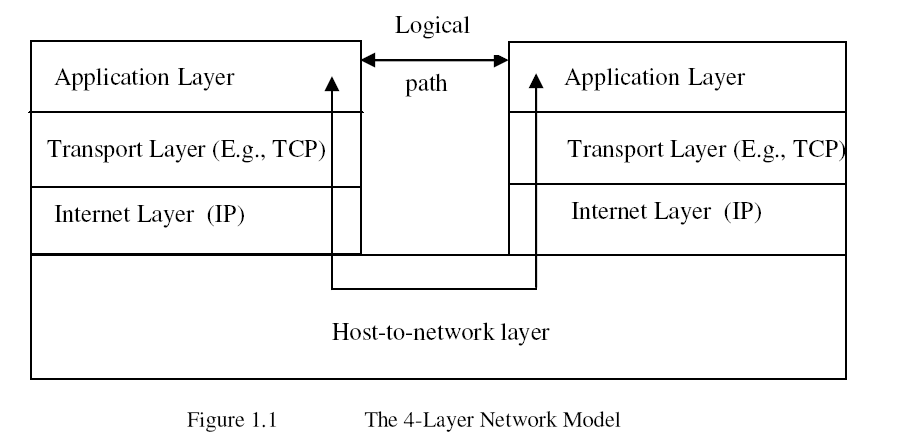 Logical
path
Application Layer
Transport Layer (E.g., TCP)
Internet Layer (IP)
Application Layer
Transport Layer (E.g., TCP)
Internet Layer (IP)
Host-to-network layer
Figure 1.1 The 4-Layer Network Model